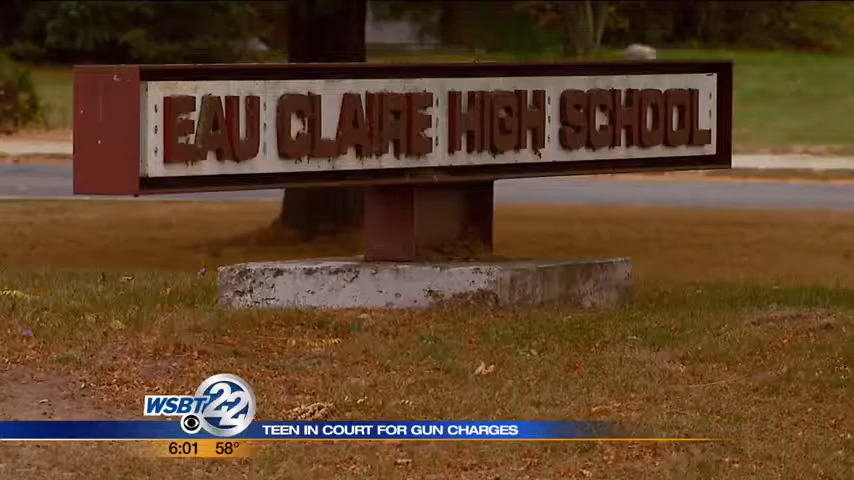 EAU CLAIRE HIGH SCHOOL
WSBT 22
TEEN IN COURT FOR GUN CHARGES
6:01 58°